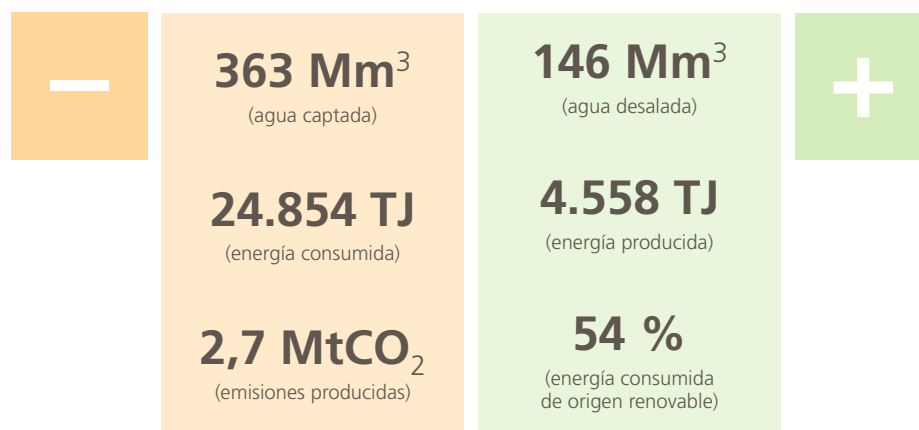 −
363 Mm³
(agua captada)
24.854 TJ
(energía consumida)
2,7 MtCO₂
(emisiones producidas)
146 Mm³
(agua desalada)
4.558 TJ
(energía producida)
54 %
(energía consumida
de origen renovable)
+